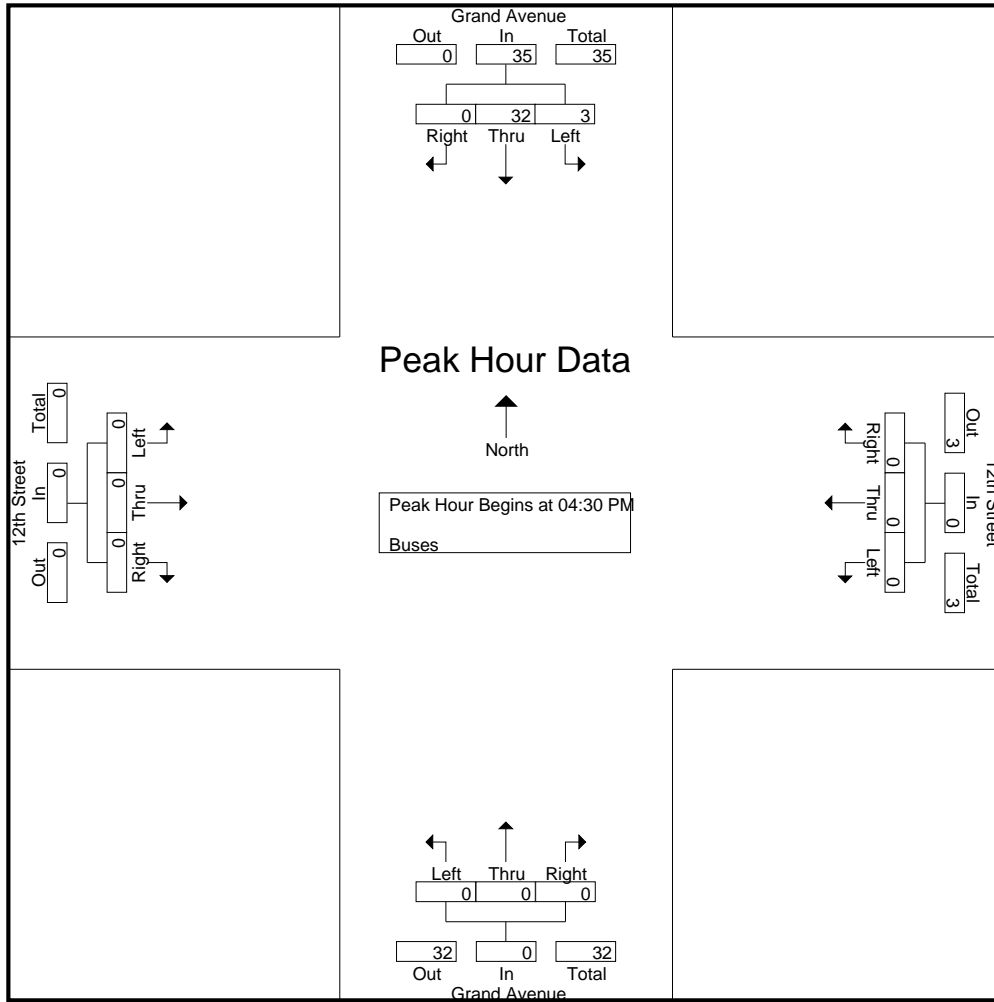 Grand Avenue
Out In Total
0 35 35
0 32 3
Right Thru Left
Peak Hour Data
North
Peak Hour Begins at 04:30 PM
Buses
12th Street
Total In Out
0 0 0
0 0 0
Left Thru Right
12th Street
Out In Total
3 0 3
0 0 0
Right Thru Left
Left Thru Right
0 0 0
32 0 32
Out In Total
Grand Avenue